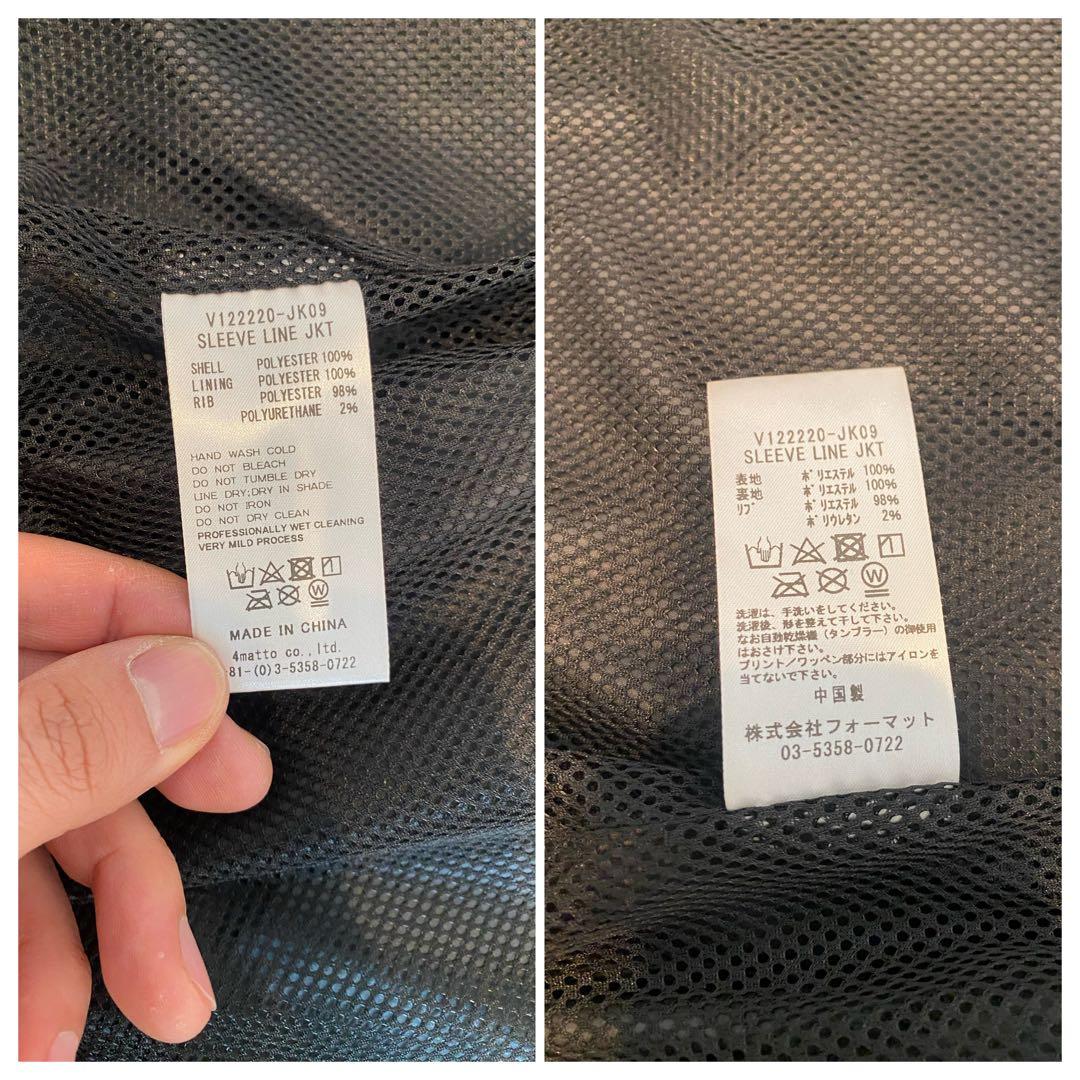 V122220-JK09
SLEEVE LINE JKT
SHELL POLYESTER 100%
LINING POLYESTER 100%
RIB POLYESTER 98%
POLYURETHANE 2%
HAND WASH COLD
DO NOT BLEACH
DO NOT TUMBLE DRY
LINE DRY;DRY IN SHADE
DO NOT IRON
DO NOT DRY CLEAN
PROFESSIONALLY WET CLEANING
VERY MILD PROCESS
W
MADE IN CHINA
4matto co.,ltd.
81-(0)3-5358-0722
V122220-JK09
SLEEVE LINE JKT
表地 ポリエステル 100%
裏地 ポリエステル 100%
リブ ポリエステル 98%
ポリウレタン 2%
W
洗濯は、手洗いをしてください。
洗濯後、形を整えて干して下さい。
なお自動乾燥機（タンブラー）の御使用
はおさけ下さい。
プリント／ワッペン部分にはアイロンを
当てないで下さい。
中国製
株式会社フォーマット
03-5358-0722